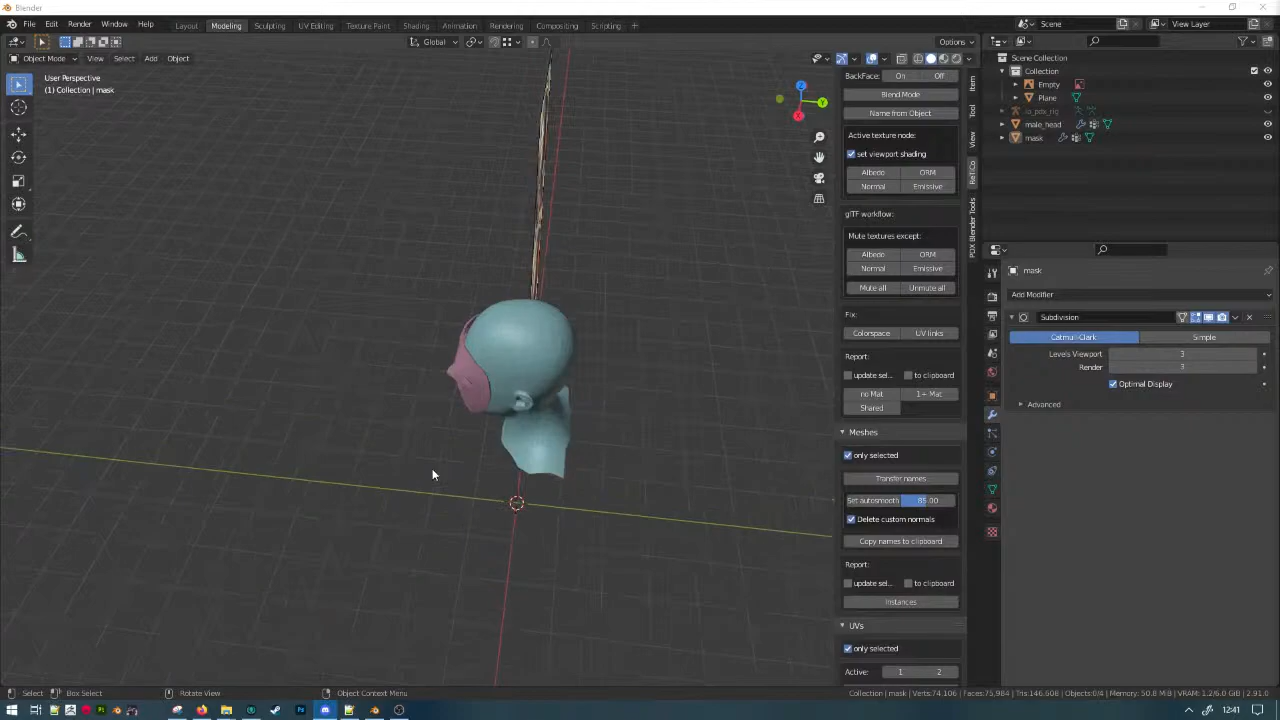 Blender
File Edit Render Window Help
Layout Modeling Sculpting UV Editing Texture Paint Shading Animation Rendering Compositing Scripting +
Scene
View Layer
Global
Options
Object Mode View Select Add Object
User Perspective
(1) Collection | mask
Z
Y
X
BackFace: On Off
Blend Mode
Name from Object
Active texture node:
set viewport shading
Albedo ORM
Normal Emissive
glTF workflow:
Mute textures except:
Albedo ORM
Normal Emissive
Mute all Unmute all
Fix:
Colorspace UV links
Report:
update sel... to clipboard
no Mat 1+ Mat
Shared
Meshes
only selected
Transfer names
Set autosmooth 85.00
Delete custom normals
Copy names to clipboard
Report:
update sel... to clipboard
Instances
UVs
only selected
Active: 1 2
Item
Tool
View
ReTiCo
PDX Blender Tools
Scene Collection
Collection
Empty
Plane
io_pdx_rig
male_head
mask
mask
Add Modifier
Subdivision
Catmull-Clark Simple
Levels Viewport 3
Render 3
Optimal Display
Advanced
Select Box Select Rotate View Object Context Menu
Collection | mask | Verts:74,106 | Faces:75,984 | Tris:146,608 | Objects:0/4 | Memory: 50.8 MiB | VRAM: 1.2/6.0 GiB | 2.91.0
12:41